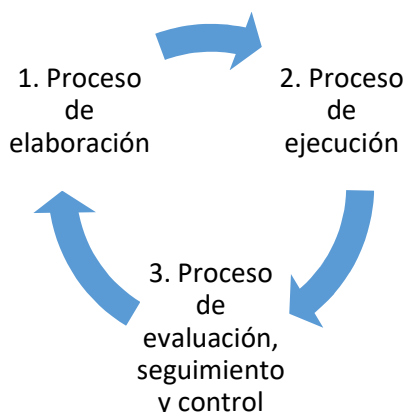 1. Proceso
de
elaboración
2. Proceso
de
ejecución
3. Proceso
de
evaluación,
seguimiento
y control